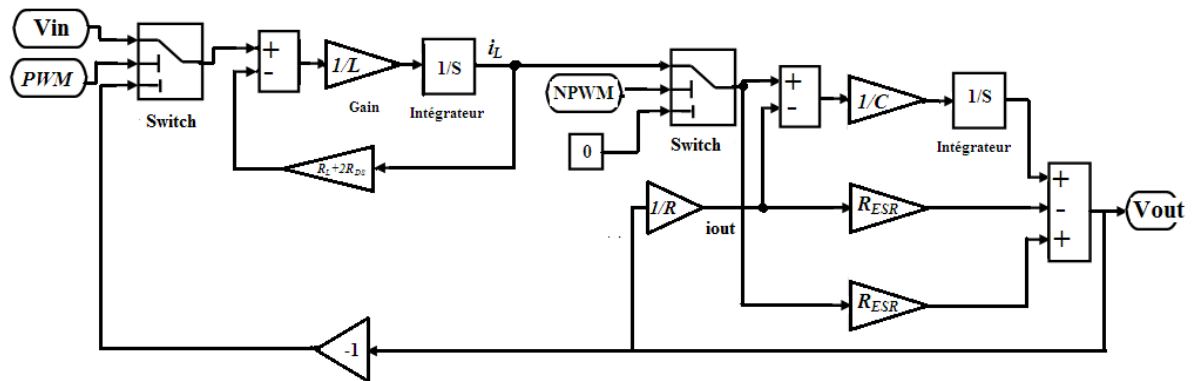 Vin
PWM
Switch
+
-
1/L
Gain
1/S
Intégrateur
i_L
R_L+2R_DS
NPWM
0
Switch
+
-
1/C
1/S
Intégrateur
1/R
iout
R_ESR
R_ESR
+
-
+
Vout
-1